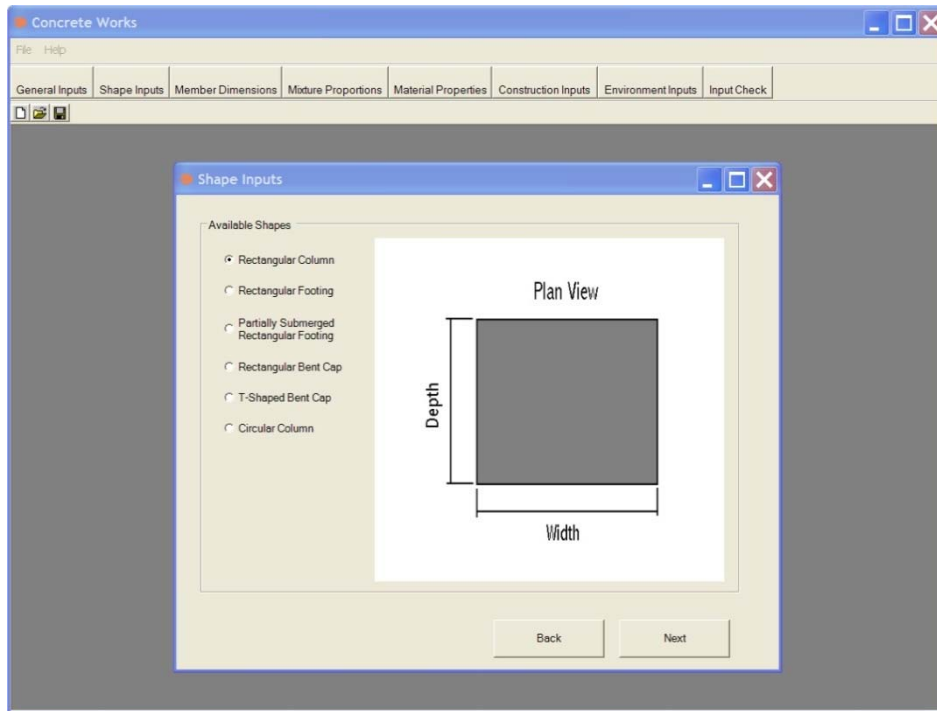 Concrete Works
File Help
General Inputs Shape Inputs Member Dimensions Mixture Proportions Material Properties Construction Inputs Environment Inputs Input Check
Shape Inputs
Available Shapes
Rectangular Column
Rectangular Footing
Partially Submerged
Rectangular Footing
Rectangular Bent Cap
T-Shaped Bent Cap
Circular Column
Plan View
Depth
Width
Back Next